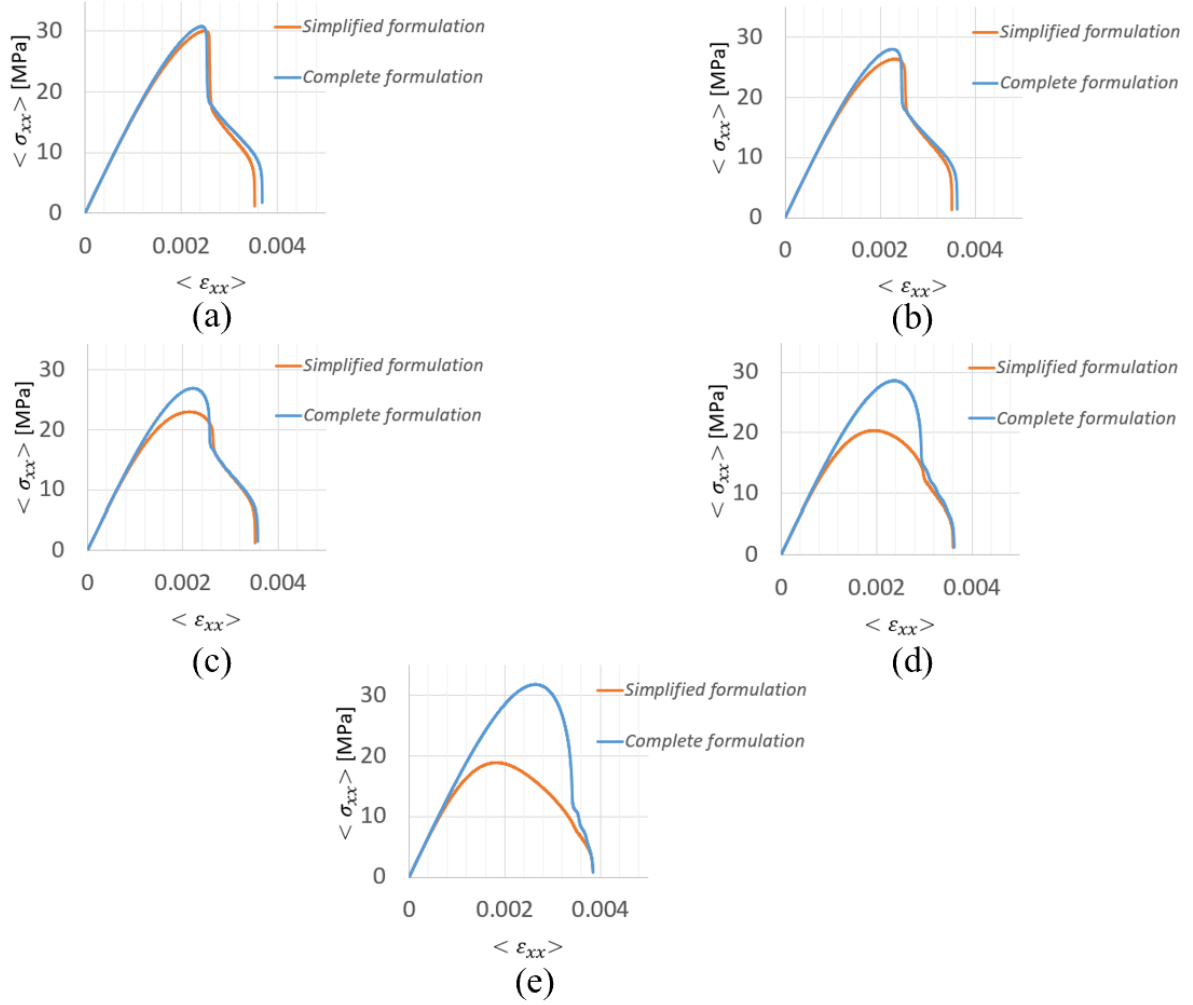 30
20
10
0
0
0.002
0.004
< σxx > [MPa]
< εxx >
Simplified formulation
Complete formulation
(a)
30
20
10
0
0
0.002
0.004
< σxx > [MPa]
< εxx >
Simplified formulation
Complete formulation
(b)
30
20
10
0
0
0.002
0.004
< σxx > [MPa]
< εxx >
Simplified formulation
Complete formulation
(c)
30
20
10
0
0
0.002
0.004
< σxx > [MPa]
< εxx >
Simplified formulation
Complete formulation
(d)
30
20
10
0
0
0.002
0.004
< σxx > [MPa]
< εxx >
Simplified formulation
Complete formulation
(e)